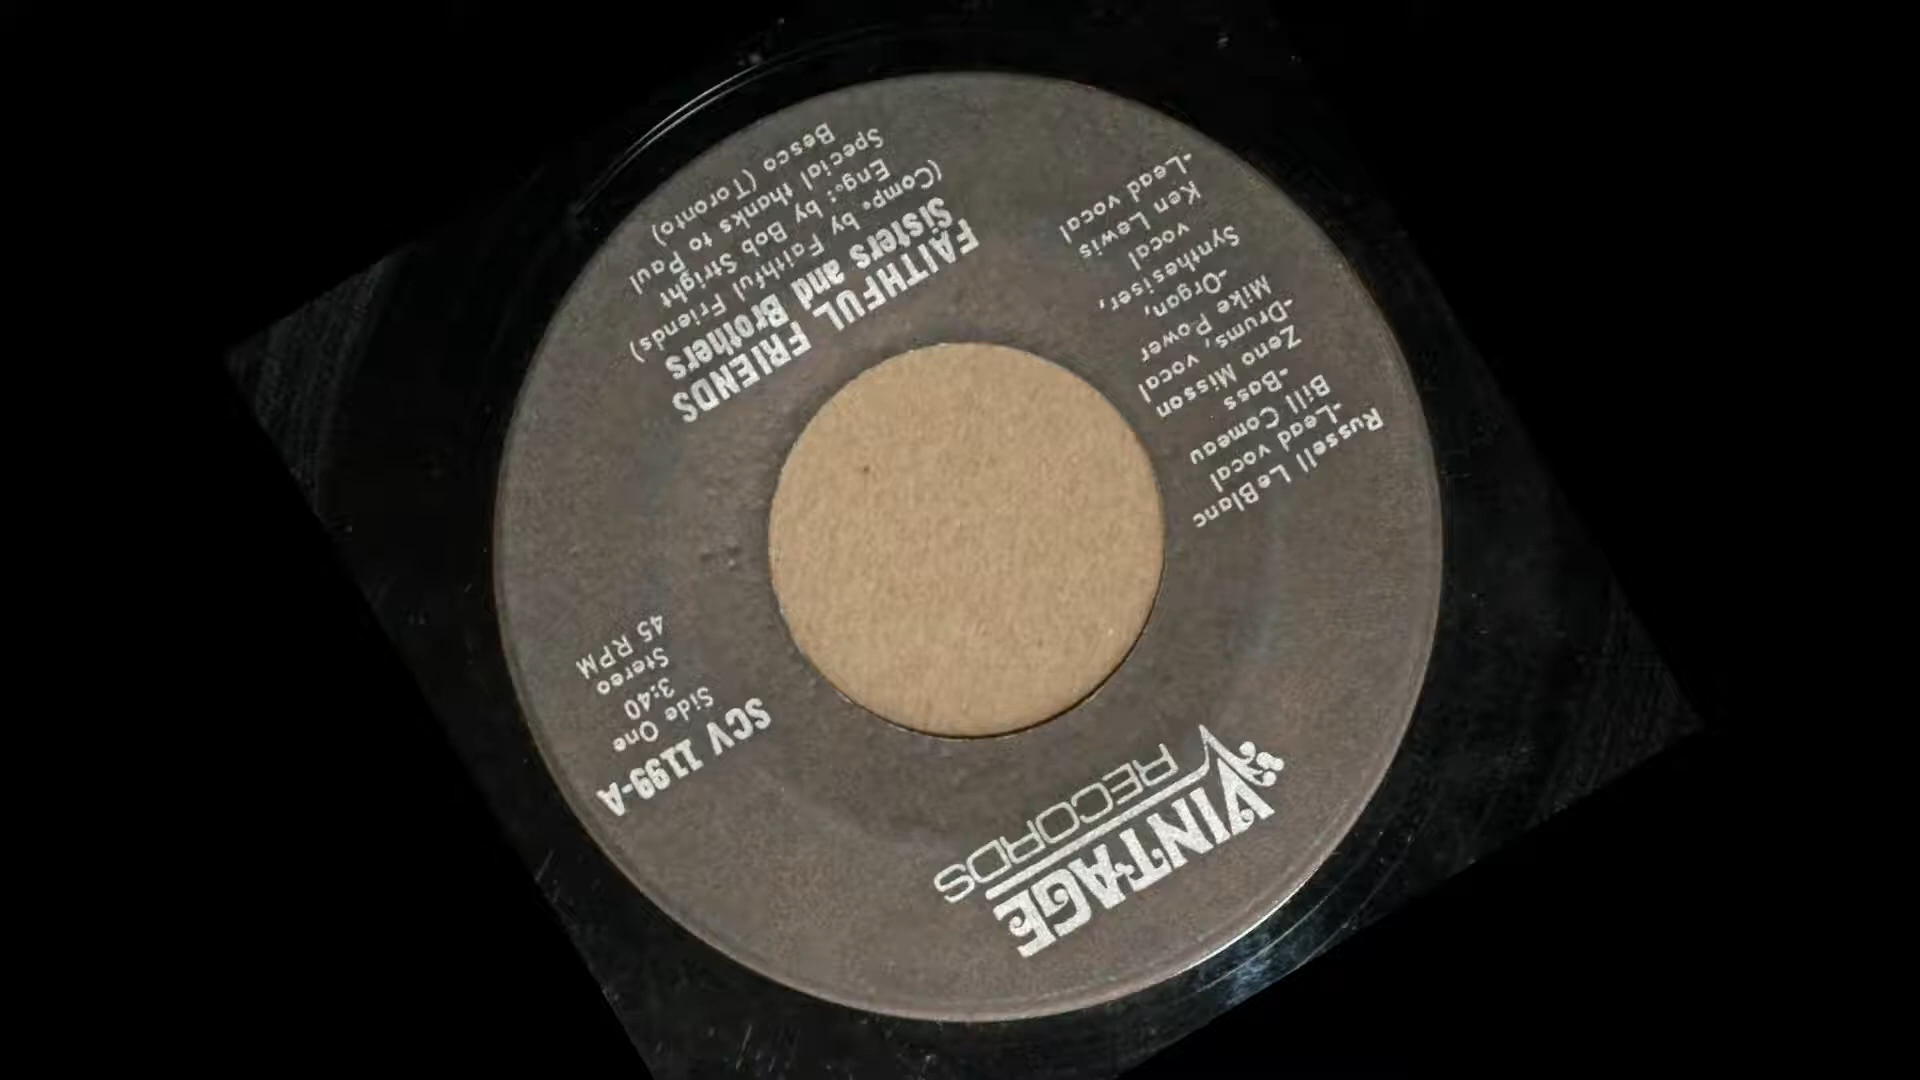 VINTAGE
RECORDS
SCV 1199-A
Side One
3:40
Stereo
45 RPM
Russell LeBlanc
-Lead vocal
Bill Comeau
-Bass
Zeno Misson
-Drums, vocal
Mike Power
-Organ,
Synthesiser,
vocal
Ken Lewis
-Lead vocal
FAITHFUL FRIENDS
Sisters and Brothers
(Comp. by Faithful Friends)
Eng.: by Bob Stright
Special thanks to Paul
Besco (Toronto)